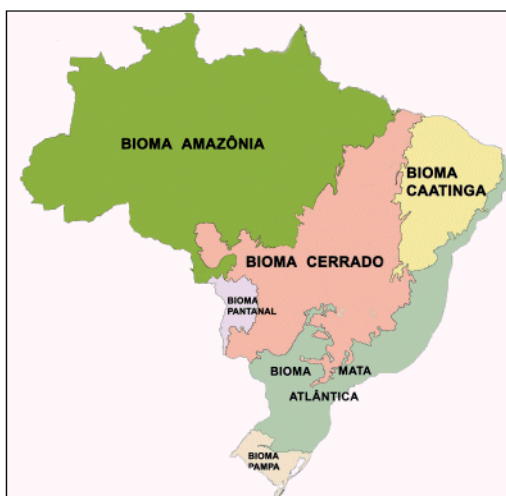 BIOMA AMAZÔNIA
BIOMA
CAATINGA
BIOMA CERRADO
BIOMA
PANTANAL
BIOMA MATA
ATLÂNTICA
BIOMA
PAMPA